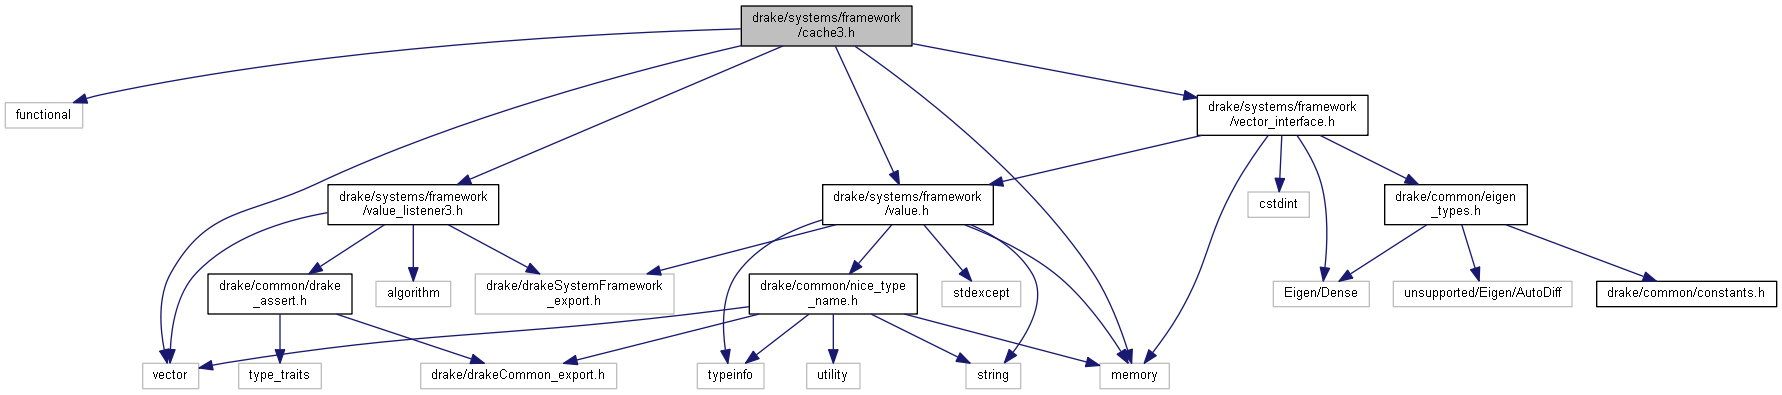 drake/systems/framework
/cache3.h
functional
drake/systems/framework
/vector_interface.h
drake/systems/framework
/value_listener3.h
drake/systems/framework
/value.h
cstdint
drake/common/eigen
_types.h
drake/common/drake
_assert.h
algorithm
drake/drakeSystemFramework
_export.h
drake/common/nice_type
_name.h
stdexcept
Eigen/Dense
unsupported/Eigen/AutoDiff
drake/common/constants.h
vector
type_traits
drake/drakeCommon_export.h
typeinfo
utility
string
memory